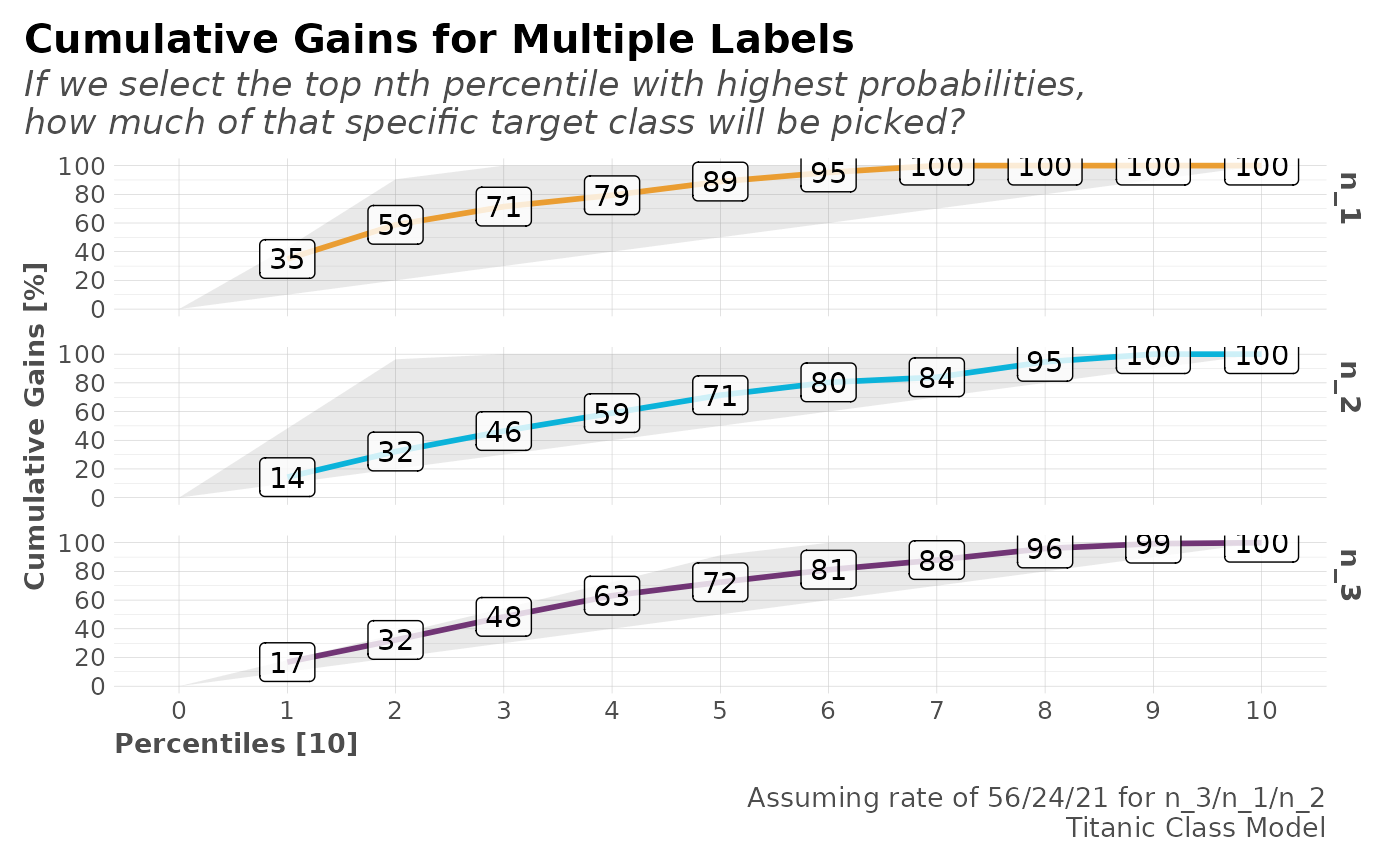 Cumulative Gains for Multiple Labels
If we select the top nth percentile with highest probabilities,
how much of that specific target class will be picked?
Cumulative Gains [%]
100
80
60
40
20
0
35 59 71 79 89 95 100 100 100 100
n_1
100
80
60
40
20
0
14 32 46 59 71 80 84 95 100 100
n_2
100
80
60
40
20
0
17 32 48 63 72 81 88 96 99 100
n_3
0 1 2 3 4 5 6 7 8 9 10
Percentiles [10]
Assuming rate of 56/24/21 for n_3/n_1/n_2
Titanic Class Model